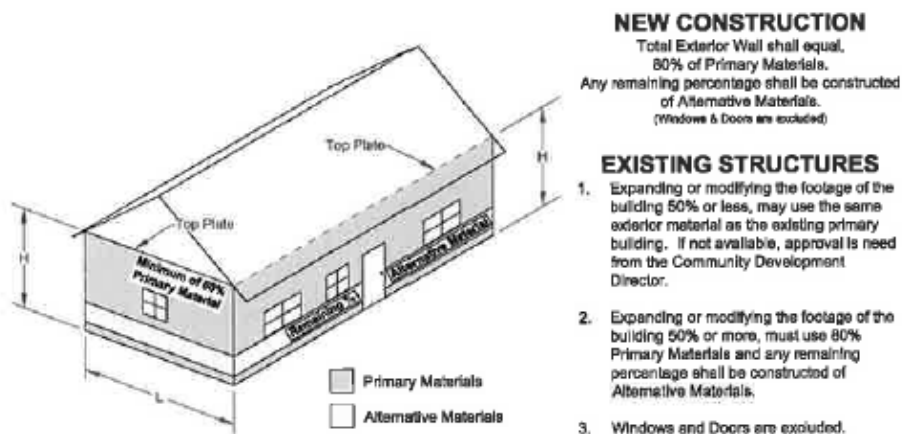 NEW CONSTRUCTION
Total Exterior Wall shall equal,
80% of Primary Materials.
Any remaining percentage shall be constructed
of Alternative Materials.
(Windows & Doors are excluded)
EXISTING STRUCTURES
1. Expanding or modifying the footage of the
building 50% or less, may use the same
exterior material as the existing primary
building. If not available, approval is need
from the Community Development
Director.
2. Expanding or modifying the footage of the
building 50% or more, must use 80%
Primary Materials and any remaining
percentage shall be constructed of
Alternative Materials.
3. Windows and Doors are excluded.
Top Plate
H
Top Plate
H
Minimum of 80%
Primary Material
Remaining %
Alternative Material
L
Primary Materials
Alternative Materials